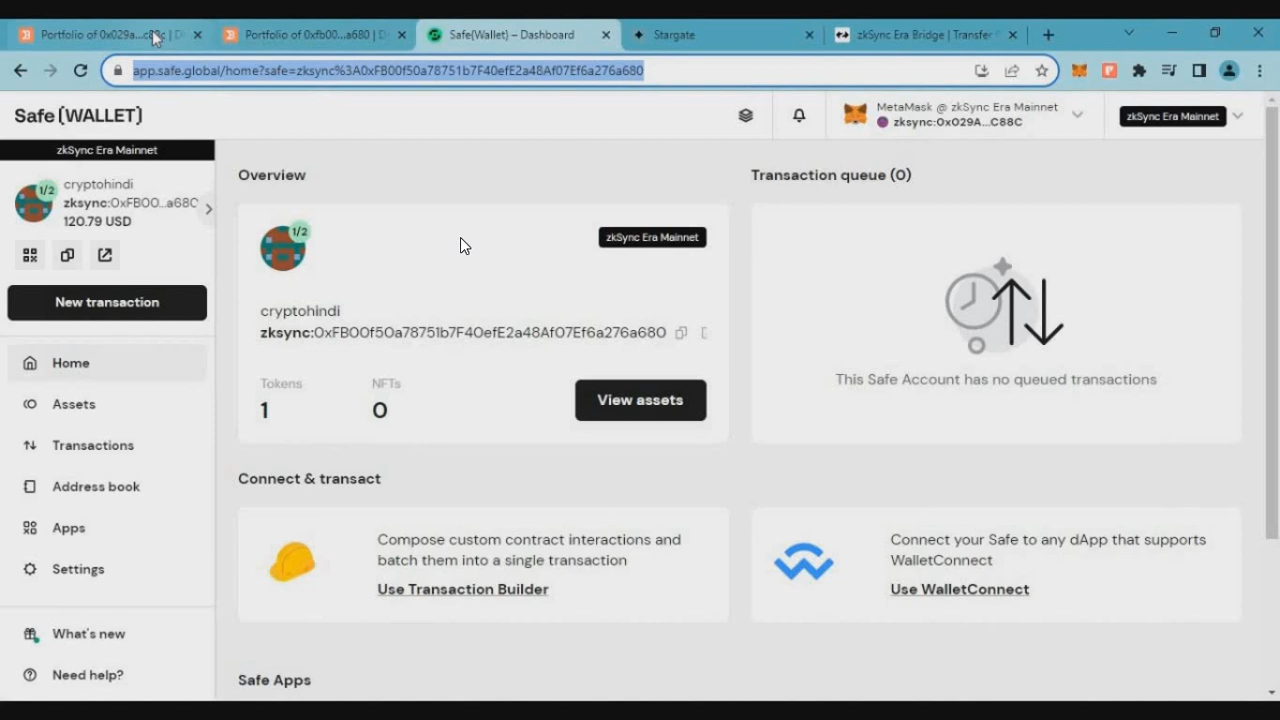 Portfolio of 0x029a...c88c | D
Portfolio of 0xfb00...a680 | D
Safe{Wallet} – Dashboard
Stargate
zkSync Era Bridge | Transfer
app.safe.global/home?safe=zksync%3A0xFB00f50a78751b7F40efE2a48Af07Ef6a276a680
Safe{WALLET}
MetaMask @ zkSync Era Mainnet
zksync:0x029A...C88C
zkSync Era Mainnet
zkSync Era Mainnet
1/2
cryptohindi
zksync:0xFB00...a680
120.79 USD
New transaction
Home
Assets
Transactions
Address book
Apps
Settings
What's new
Need help?
Overview
1/2
zkSync Era Mainnet
cryptohindi
zksync:0xFB00f50a78751b7F40efE2a48Af07Ef6a276a680
Tokens
NFTs
1
0
View assets
Transaction queue (0)
This Safe Account has no queued transactions
Connect & transact
Compose custom contract interactions and
batch them into a single transaction
Use Transaction Builder
Connect your Safe to any dApp that supports
WalletConnect
Use WalletConnect
Safe Apps